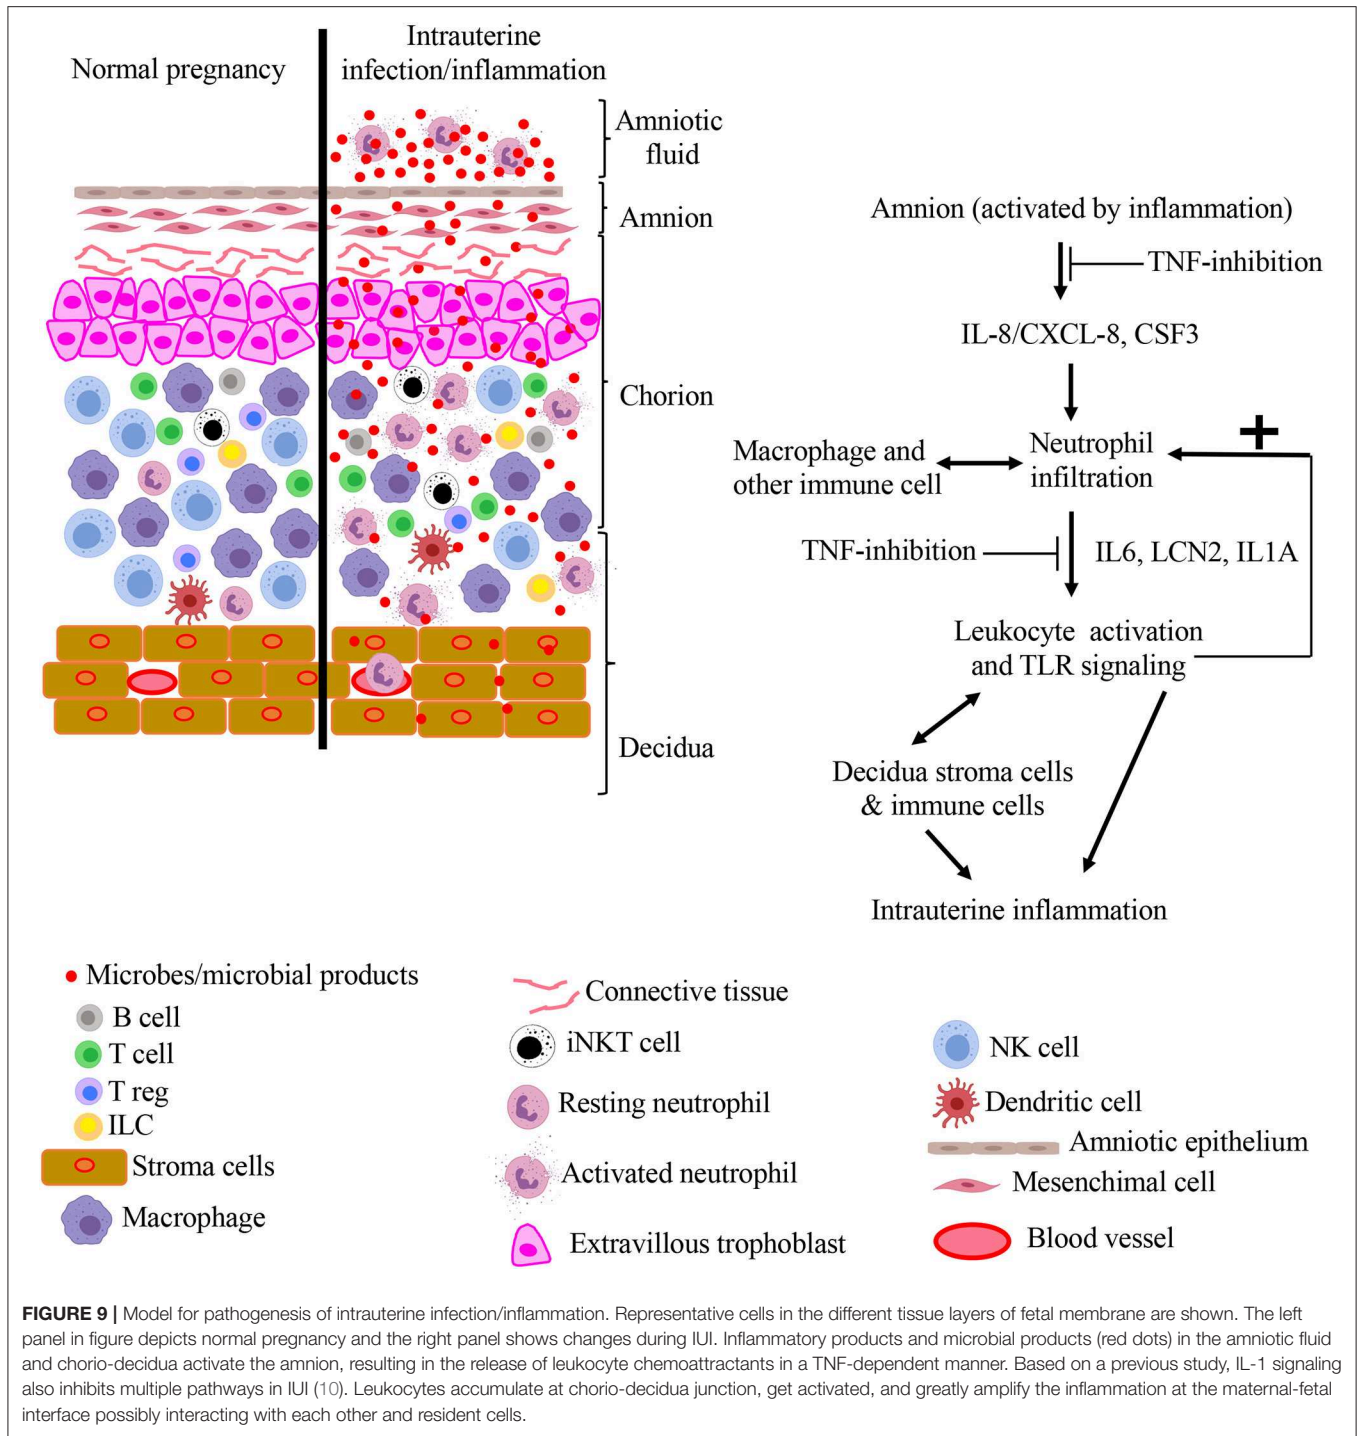 Normal pregnancy
Intrauterine
infection/inflammation
Amniotic
fluid
Amnion
Chorion
Decidua
Amnion (activated by inflammation)
TNF-inhibition
IL-8/CXCL-8, CSF3
Macrophage and
other immune cell
Neutrophil
infiltration
+
TNF-inhibition
IL6, LCN2, IL1A
Leukocyte activation
and TLR signaling
Decidua stroma cells
& immune cells
Intrauterine inflammation
Microbes/microbial products
B cell
T cell
T reg
ILC
Stroma cells
Macrophage
Connective tissue
iNKT cell
Resting neutrophil
Activated neutrophil
Extravillous trophoblast
NK cell
Dendritic cell
Amniotic epithelium
Mesenchimal cell
Blood vessel
FIGURE 9 | Model for pathogenesis of intrauterine infection/inflammation. Representative cells in the different tissue layers of fetal membrane are shown. The left
panel in figure depicts normal pregnancy and the right panel shows changes during IUI. Inflammatory products and microbial products (red dots) in the amniotic fluid
and chorio-decidua activate the amnion, resulting in the release of leukocyte chemoattractants in a TNF-dependent manner. Based on a previous study, IL-1 signaling
also inhibits multiple pathways in IUI (10). Leukocytes accumulate at chorio-decidua junction, get activated, and greatly amplify the inflammation at the maternal-fetal
interface possibly interacting with each other and resident cells.